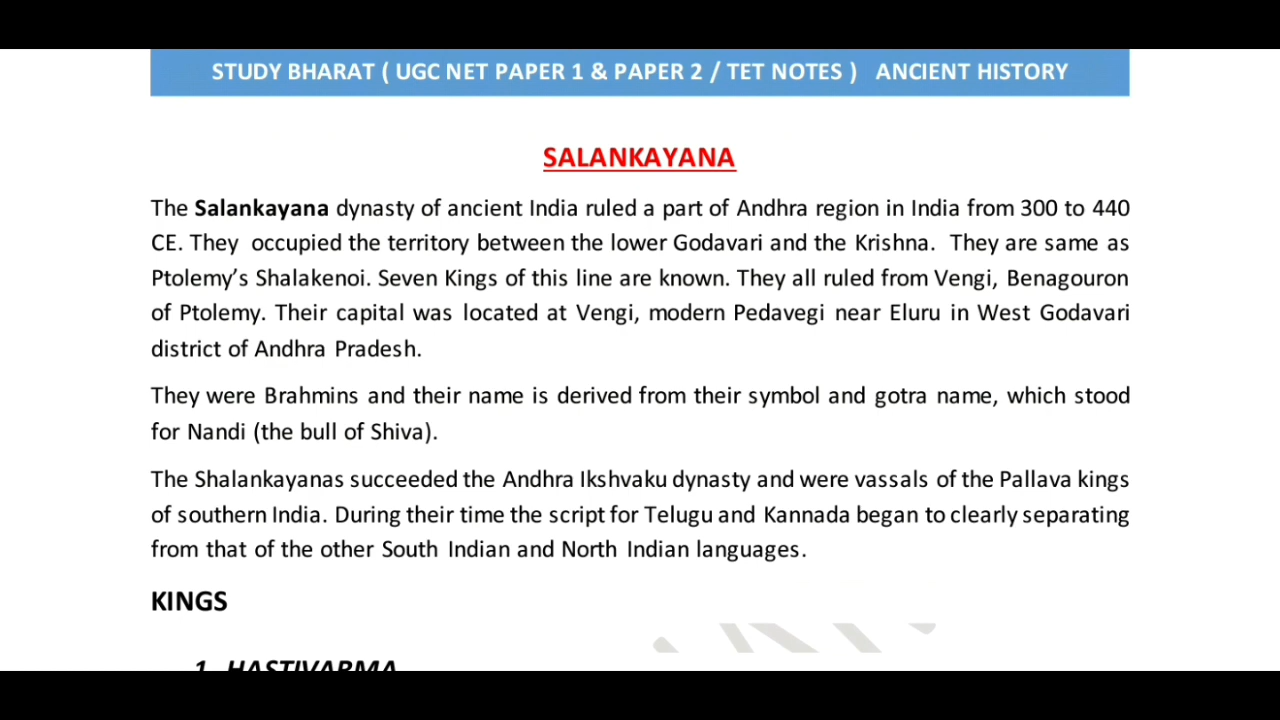 STUDY BHARAT ( UGC NET PAPER 1 & PAPER 2 / TET NOTES ) ANCIENT HISTORY
SALANKAYANA
The Salankayana dynasty of ancient India ruled a part of Andhra region in India from 300 to 440
CE. They occupied the territory between the lower Godavari and the Krishna. They are same as
Ptolemy’s Shalakenoi. Seven Kings of this line are known. They all ruled from Vengi, Benagouron
of Ptolemy. Their capital was located at Vengi, modern Pedavegi near Eluru in West Godavari
district of Andhra Pradesh.
They were Brahmins and their name is derived from their symbol and gotra name, which stood
for Nandi (the bull of Shiva).
The Shalankayanas succeeded the Andhra Ikshvaku dynasty and were vassals of the Pallava kings
of southern India. During their time the script for Telugu and Kannada began to clearly separating
from that of the other South Indian and North Indian languages.
KINGS
1. HASTIVARMA